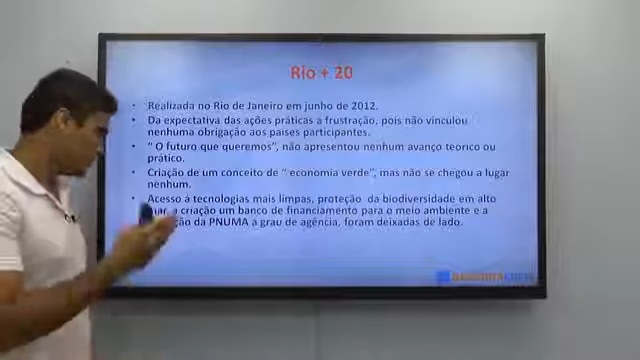 Rio + 20
• Realizada no Rio de Janeiro em junho de 2012.
• Da expectativa das ações práticas a frustração, pois não vinculou
nenhuma obrigação aos países participantes.
• “ O futuro que queremos”, não apresentou nenhum avanço teórico ou
prático.
• Criação de um conceito de “ economia verde”, mas não se chegou a lugar
nenhum.
• Acesso á tecnologias mais limpas, proteção da biodiversidade em alto
a criação um banco de financiamento para o meio ambiente e a
da PNUMA á grau de agência, foram deixadas de lado.